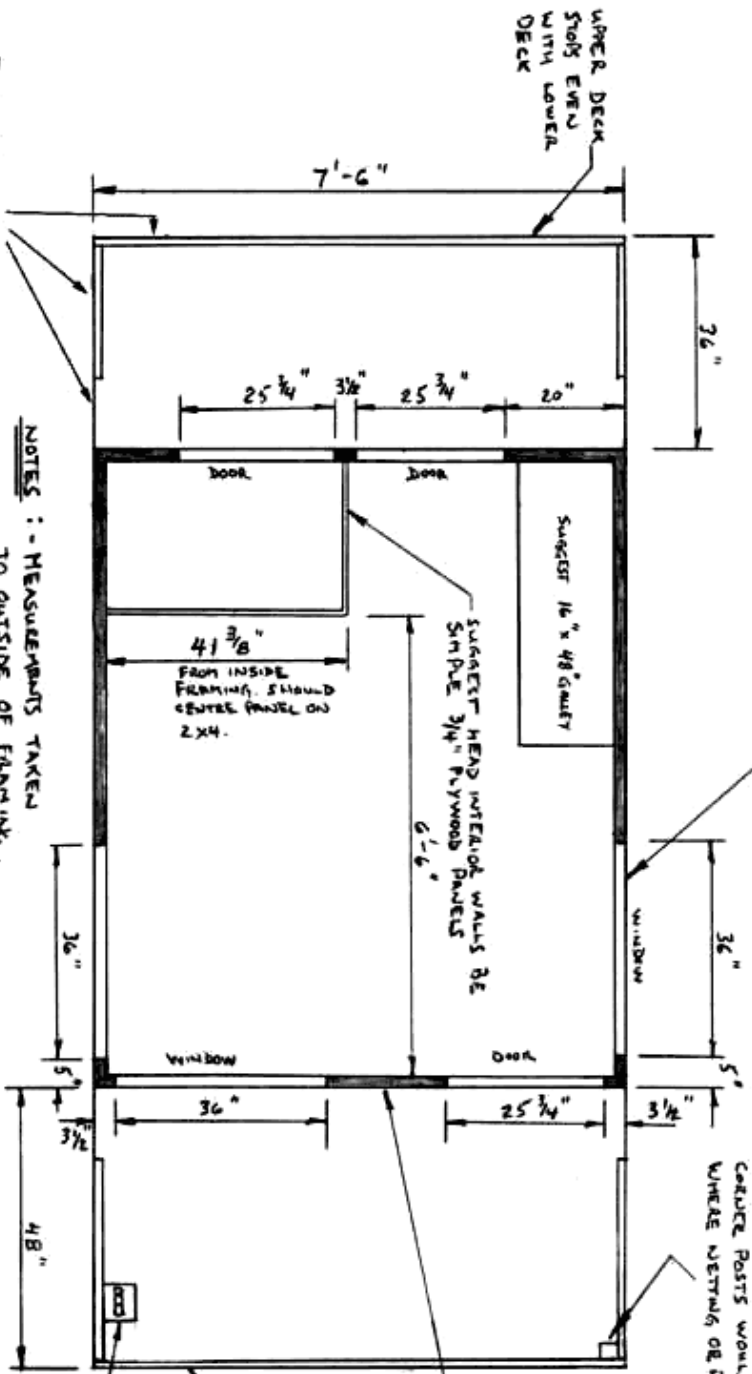 UPPER DECK
STOPS EVEN
WITH LOWER
DECK
7'-6"
36"
25 3/4"
3 1/2"
25 3/4"
20"
DOOR
DOOR
SUGGEST 16" x 48" GALLEY
41 3/8"
FROM INSIDE
FRAMING. SHOULD
CENTRE PANEL ON
2x4.
SUGGEST HEAD INTERIOR WALLS BE
SIMPLE 3/4" PLYWOOD PANELS
6'-6"
NOTES :- MEASUREMENTS TAKEN
TO OUTSIDE OF FRAMING.
36"
5"
WINDOW
36"
5"
WINDOW
DOOR
36"
25 3/4"
3 1/2"
3 1/2"
48"
CORNER POSTS
WHERE NETTING OR